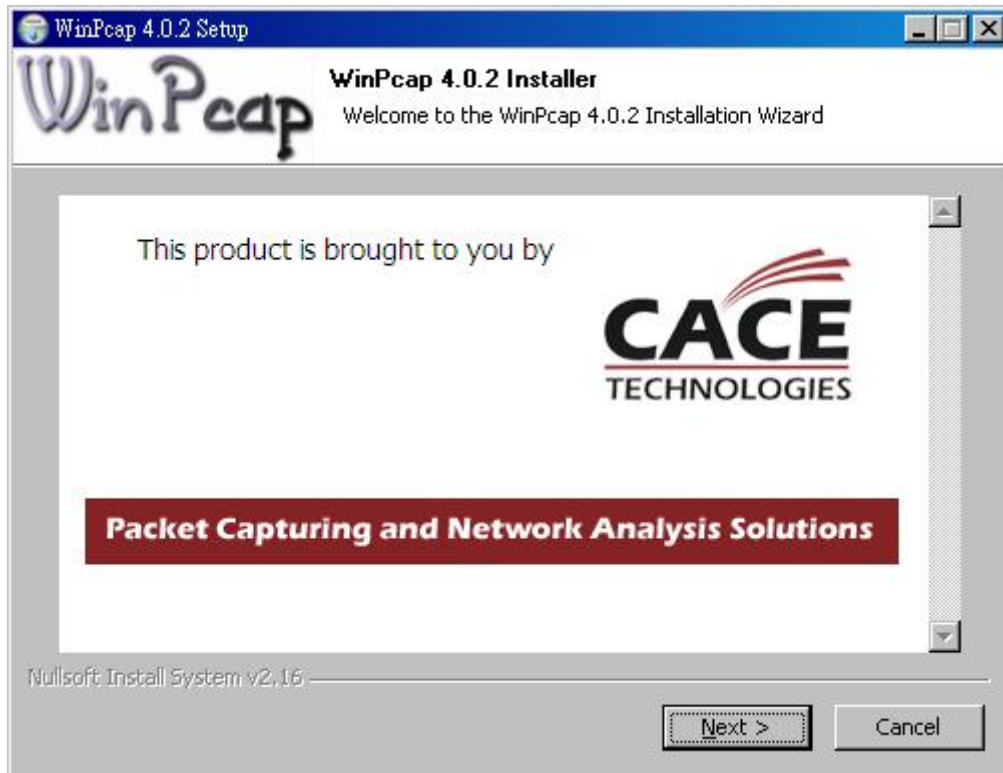 WinPcap 4.0.2 Setup
WinPcap
WinPcap 4.0.2 Installer
Welcome to the WinPcap 4.0.2 Installation Wizard
This product is brought to you by
CACE
TECHNOLOGIES
Packet Capturing and Network Analysis Solutions
Nullsoft Install System v2.16
Next >
Cancel